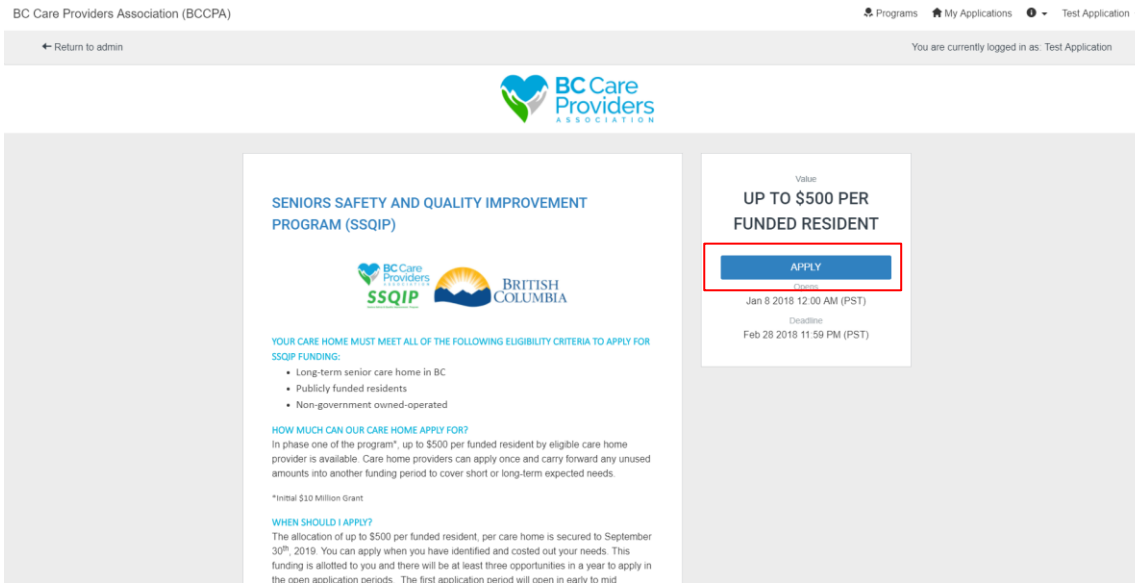 BC Care Providers Association (BCCPA)
Programs My Applications Test Application
Return to admin
You are currently logged in as: Test Application
BC Care
Providers
ASSOCIATION
SENIORS SAFETY AND QUALITY IMPROVEMENT
PROGRAM (SSQIP)
BC Care
Providers
SSQIP
BRITISH
COLUMBIA
YOUR CARE HOME MUST MEET ALL OF THE FOLLOWING ELIGIBILITY CRITERIA TO APPLY FOR
SSQIP FUNDING:
• Long-term senior care home in BC
• Publicly funded residents
• Non-government owned-operated
HOW MUCH CAN OUR CARE HOME APPLY FOR?
In phase one of the program*, up to $500 per funded resident by eligible care home
provider is available. Care home providers can apply once and carry forward any unused
amounts into another funding period to cover short or long-term expected needs.
*Initial $10 Million Grant
WHEN SHOULD I APPLY?
The allocation of up to $500 per funded resident, per care home is secured to September
30th, 2019. You can apply when you have identified and costed out your needs. This
funding is allotted to you and there will be at least three opportunities in a year to apply in
the open application periods. The first application period will open in early to mid
Value
UP TO $500 PER
FUNDED RESIDENT
APPLY
Opens
Jan 8 2018 12:00 AM (PST)
Deadline
Feb 28 2018 11:59 PM (PST)